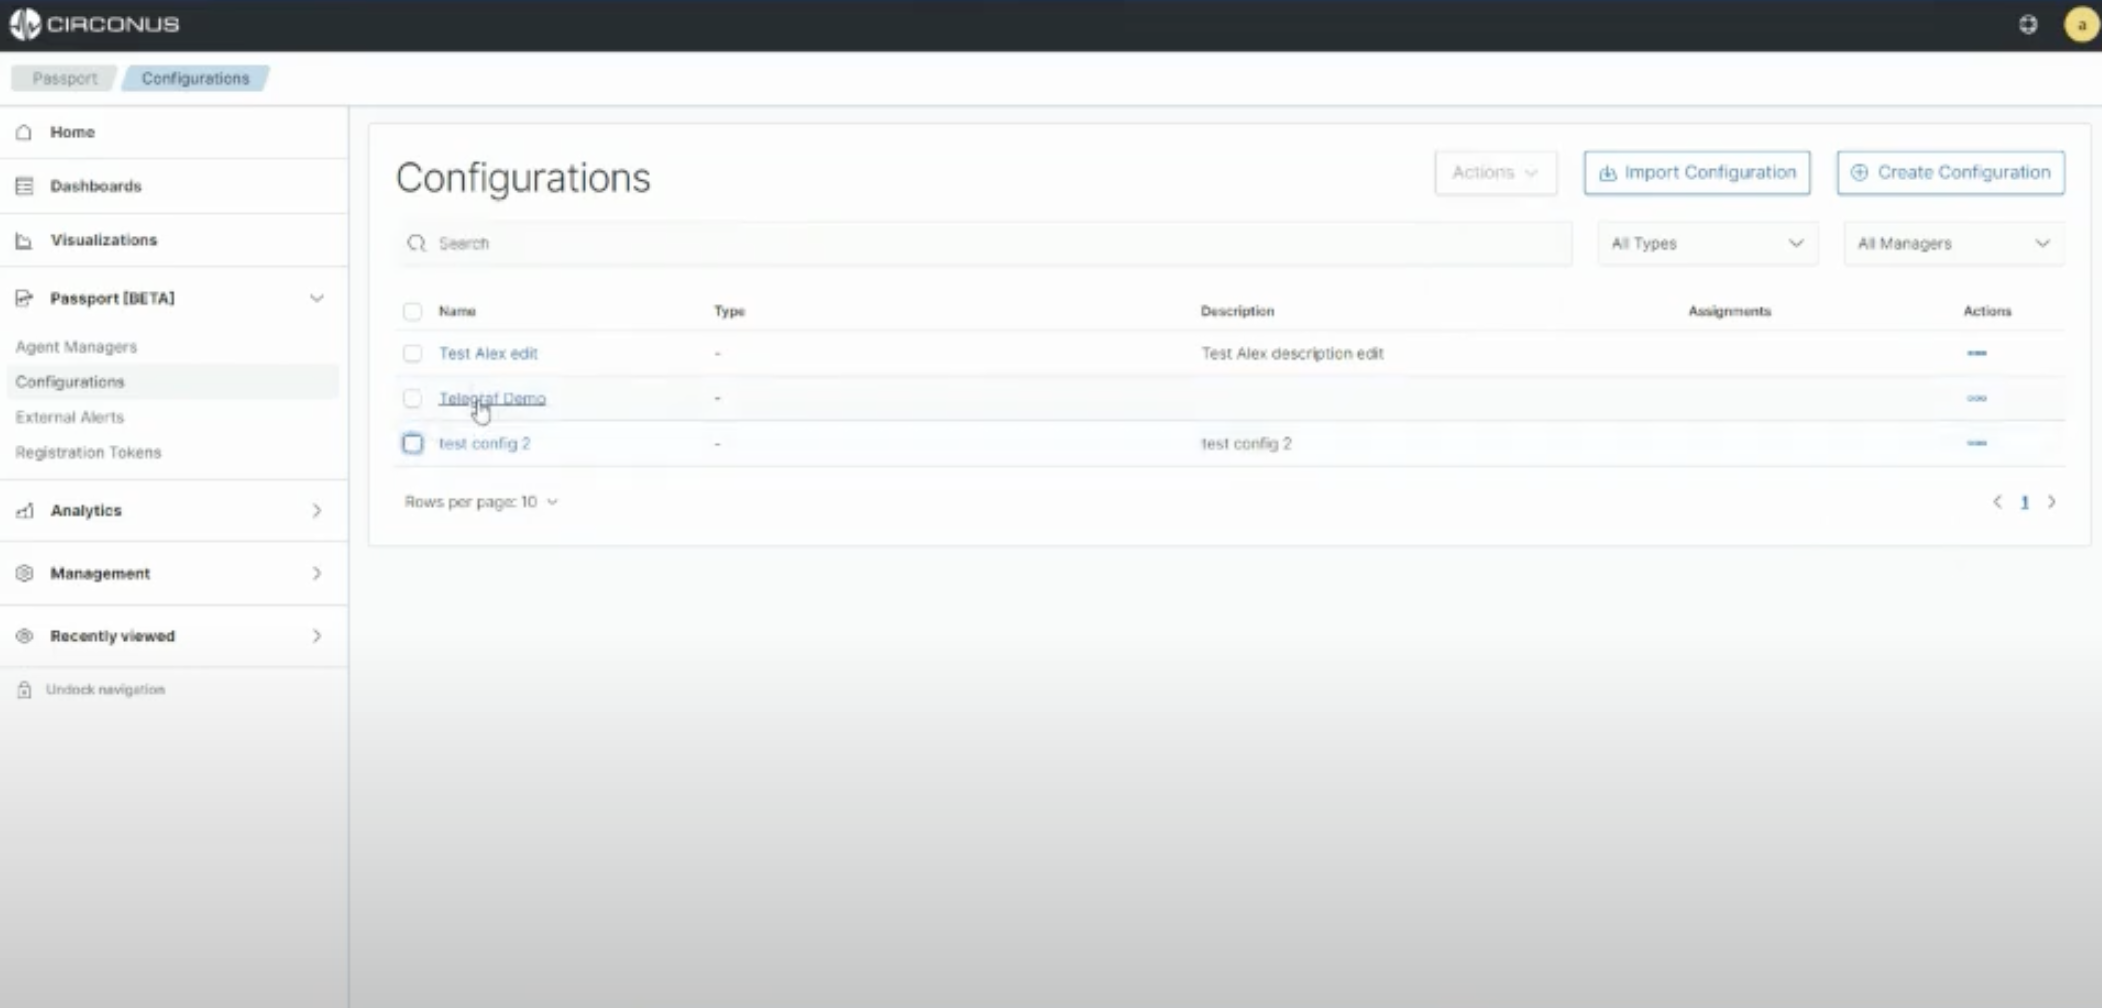 CIRCONUS
a
Passport
Configurations
Home
Dashboards
Visualizations
Passport [BETA]
Agent Managers
Configurations
External Alerts
Registration Tokens
Analytics
Management
Recently viewed
Undock navigation
Configurations
Actions
Import Configuration
Create Configuration
Search
All Types
All Managers
Name Type Description Assignments Actions
Test Alex edit - Test Alex description edit
Telegraf Demo -
test config 2 - test config 2
Rows per page: 10
1